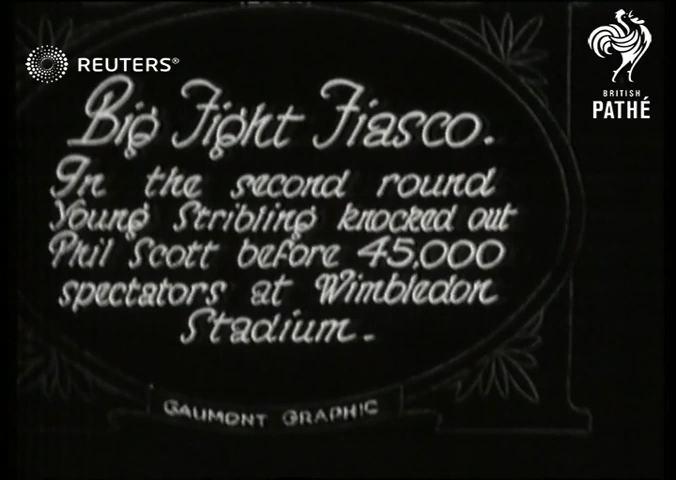 REUTERS®
BRITISH
PATHÉ
Big Fight Fiasco.
In the second round
Young Stribling knocked out
Phil Scott before 45,000
spectators at Wimbledon
Stadium.
GAUMONT GRAPHIC